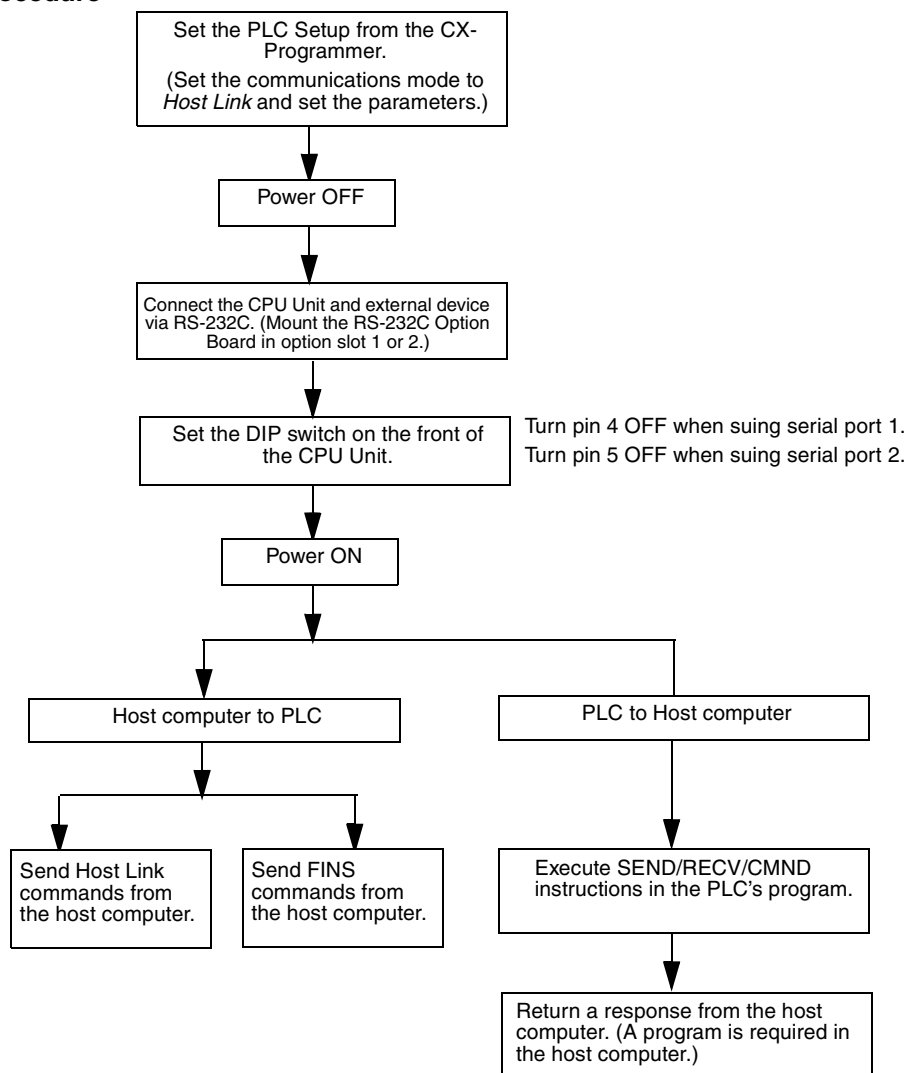 Set the PLC Setup from the CX-
Programmer.
(Set the communications mode to
Host Link and set the parameters.)
Power OFF
Connect the CPU Unit and external device
via RS-232C. (Mount the RS-232C Option
Board in option slot 1 or 2.)
Set the DIP switch on the front of
the CPU Unit.
Turn pin 4 OFF when suing serial port 1.
Turn pin 5 OFF when suing serial port 2.
Power ON
Host computer to PLC
PLC to Host computer
Send Host Link
commands from
the host computer.
Send FINS
commands from
the host computer.
Execute SEND/RECV/CMND
instructions in the PLC's program.
Return a response from the host
computer. (A program is required in
the host computer.)